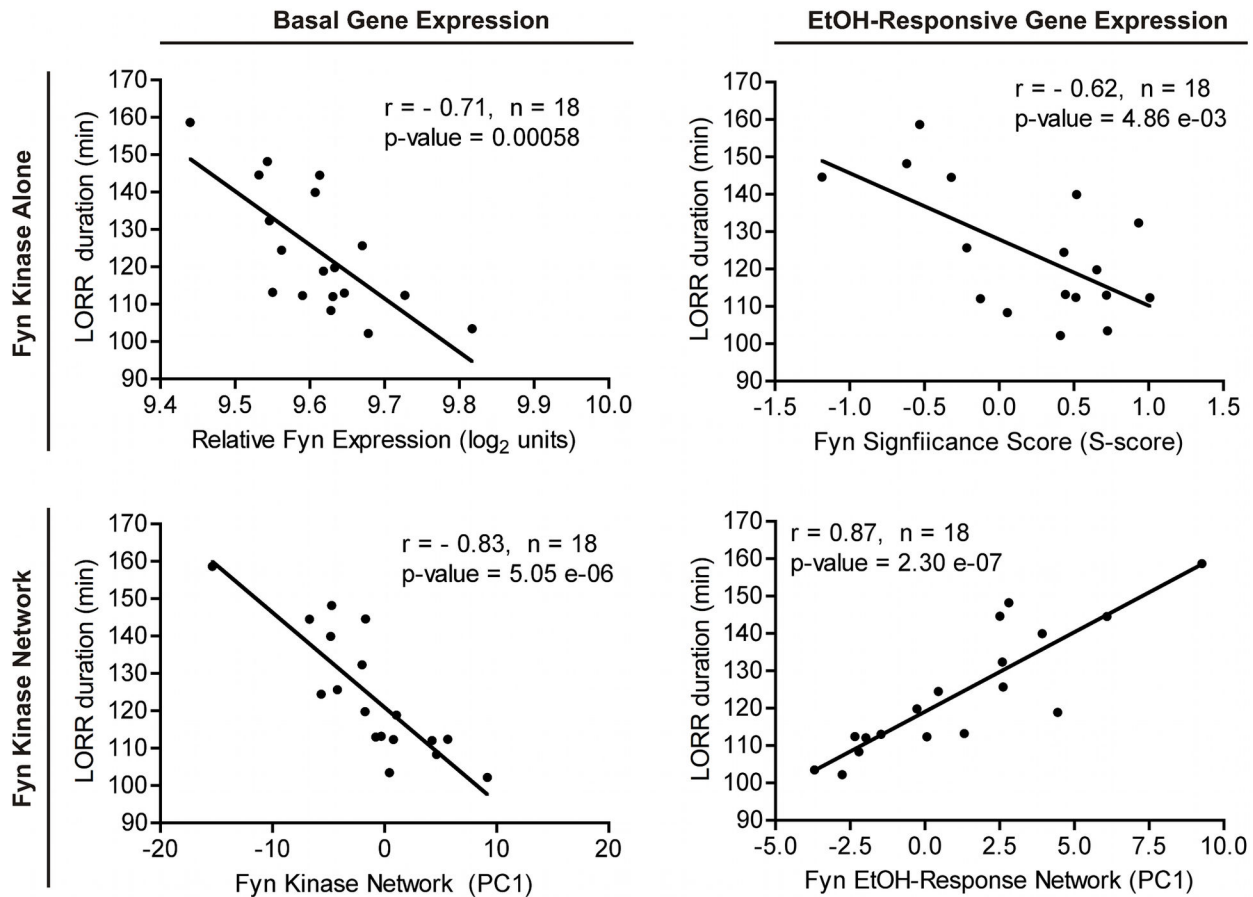 Basal Gene Expression
EtOH-Responsive Gene Expression
Fyn Kinase Alone
LORR duration (min)
170
160
150
140
130
120
110
100
90
r = - 0.71, n = 18
p-value = 0.00058
9.4 9.5 9.6 9.7 9.8 9.9 10.0
Relative Fyn Expression (log₂ units)
LORR duration (min)
170
160
150
140
130
120
110
100
90
r = - 0.62, n = 18
p-value = 4.86 e-03
-1.5 -1.0 -0.5 0.0 0.5 1.0 1.5
Fyn Signfiicance Score (S-score)
Fyn Kinase Network
LORR duration (min)
170
160
150
140
130
120
110
100
90
r = - 0.83, n = 18
p-value = 5.05 e-06
-20 -10 0 10 20
Fyn Kinase Network (PC1)
LORR duration (min)
170
160
150
140
130
120
110
100
90
r = 0.87, n = 18
p-value = 2.30 e-07
-5.0 -2.5 0.0 2.5 5.0 7.5 10.0
Fyn EtOH-Response Network (PC1)